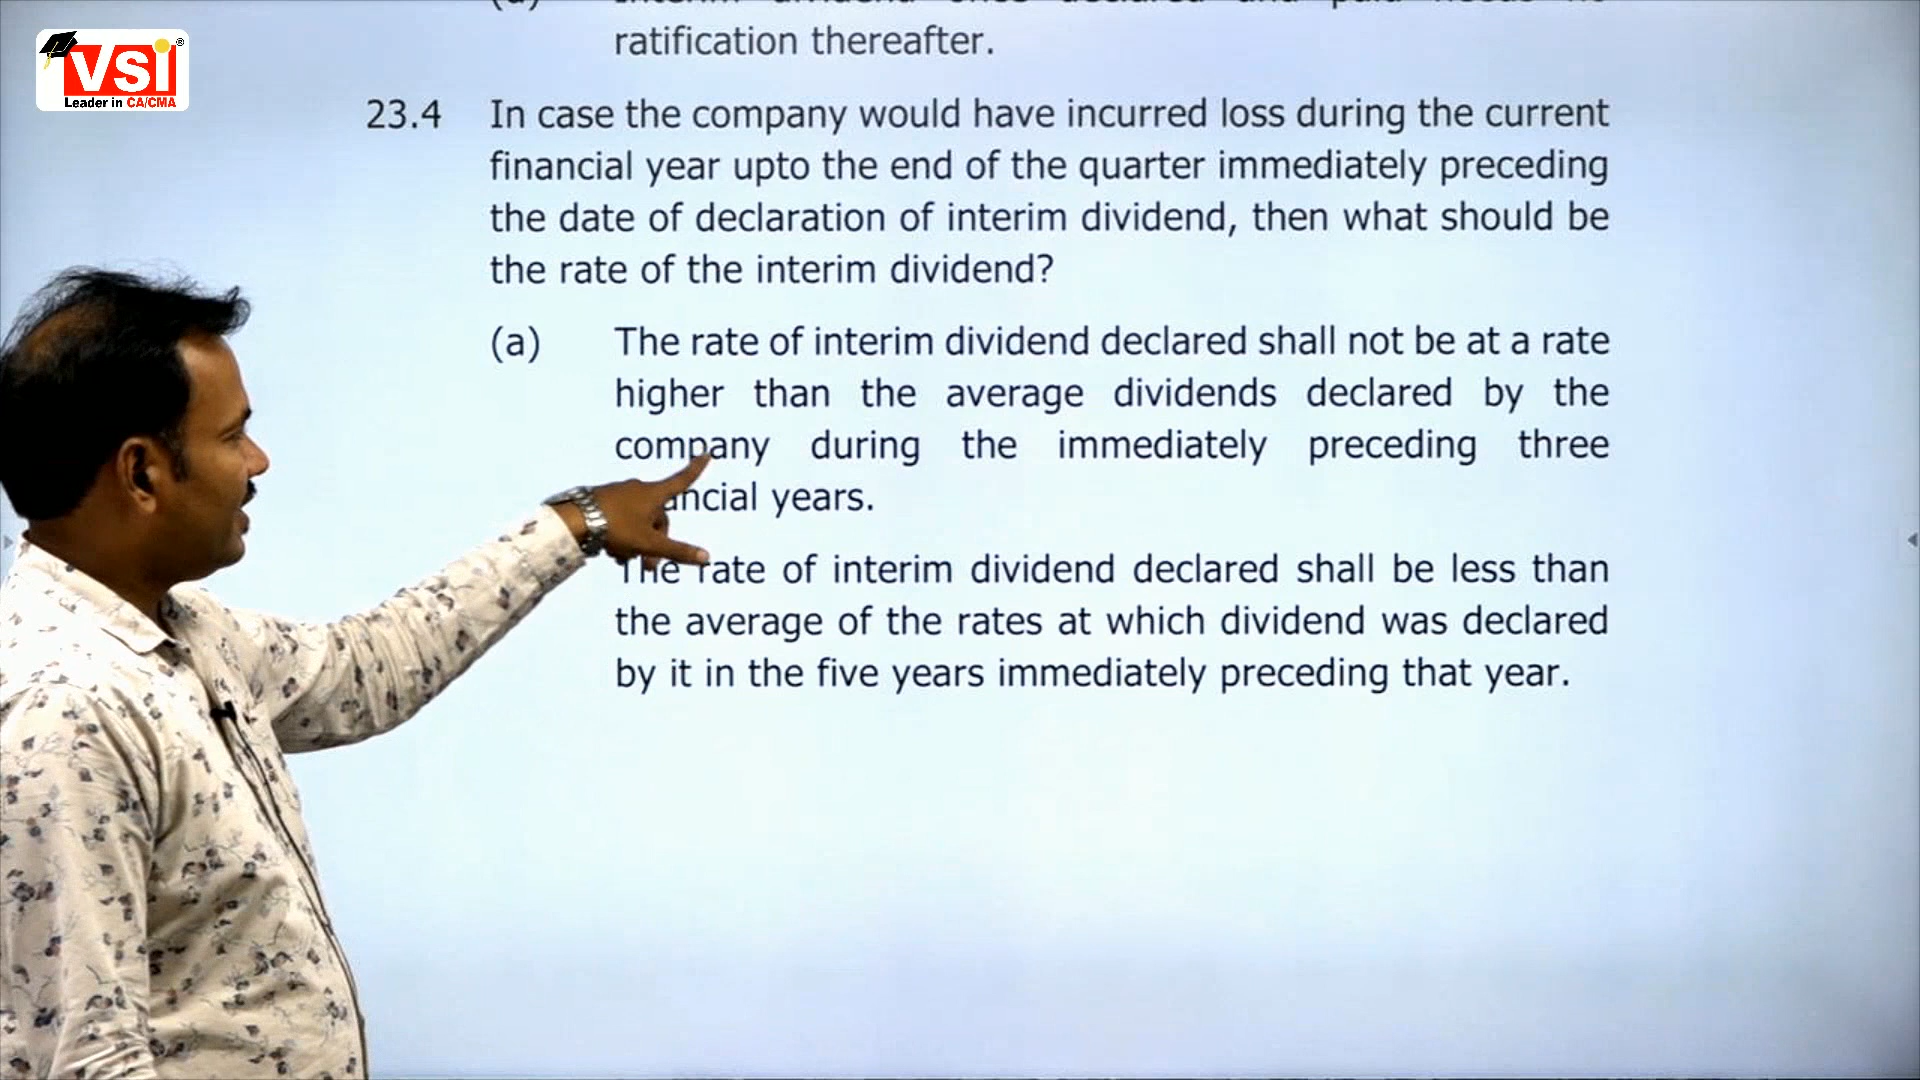 VSI®
Leader in CA/CMA
ratification thereafter.
23.4 In case the company would have incurred loss during the current
financial year upto the end of the quarter immediately preceding
the date of declaration of interim dividend, then what should be
the rate of the interim dividend?
(a) The rate of interim dividend declared shall not be at a rate
higher than the average dividends declared by the
company during the immediately preceding three
ancial years.
The rate of interim dividend declared shall be less than
the average of the rates at which dividend was declared
by it in the five years immediately preceding that year.